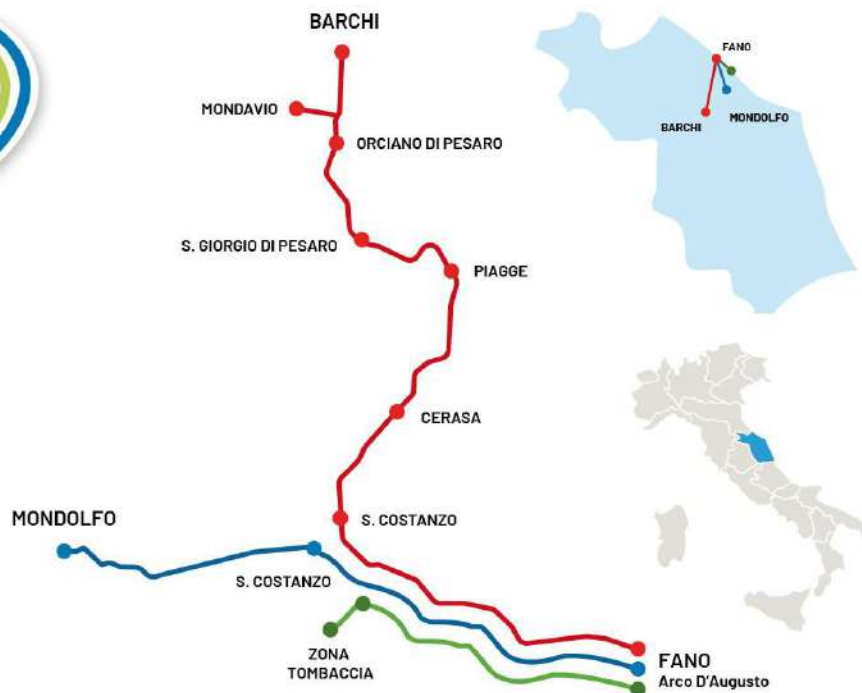 BARCHI
MONDAVIO
ORCIANO DI PESARO
S. GIORGIO DI PESARO
PIAGGE
CERASA
S. COSTANZO
MONDOLFO
S. COSTANZO
ZONA
TOMBACCIA
FANO
Arco D'Augusto
FANO
MONDOLFO
BARCHI